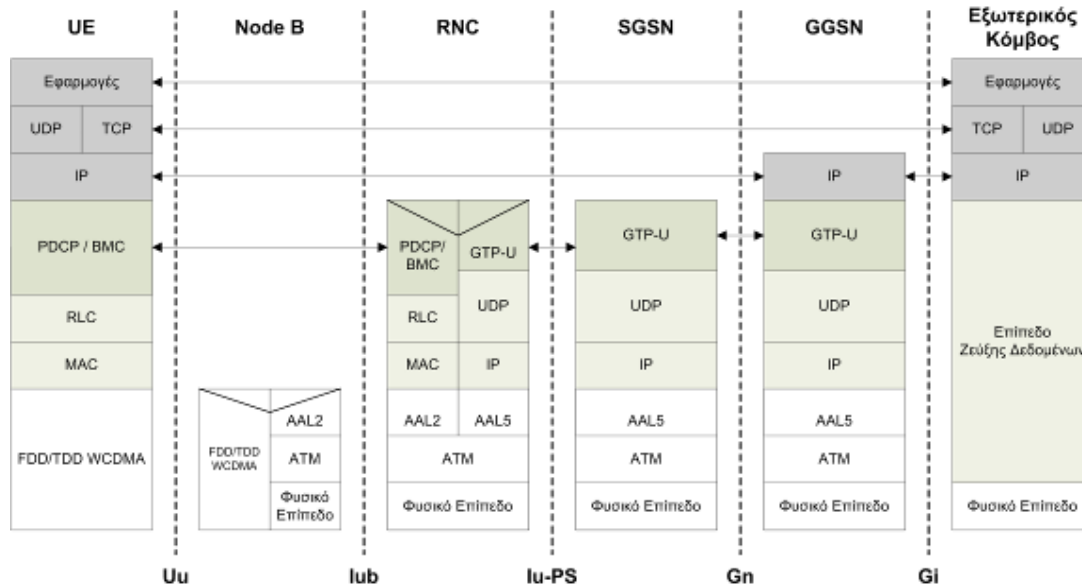 UE
Node B
RNC
SGSN
GGSN
Εξωτερικός
Κόμβος
Εφαρμογές
Εφαρμογές
UDP
TCP
TCP
UDP
IP
IP
IP
PDCP / BMC
PDCP/
BMC
GTP-U
GTP-U
GTP-U
RLC
RLC
UDP
UDP
UDP
Επίπεδο
Ζεύξης Δεδομένων
MAC
MAC
IP
IP
IP
FDD/TDD WCDMA
FDD/TDD
WCDMA
AAL2
AAL2
AAL5
AAL5
AAL5
ATM
ATM
ATM
ATM
Φυσικό
Επίπεδο
Φυσικό Επίπεδο
Φυσικό Επίπεδο
Φυσικό Επίπεδο
Φυσικό Επίπεδο
Uu
Iub
Iu-PS
Gn
Gi